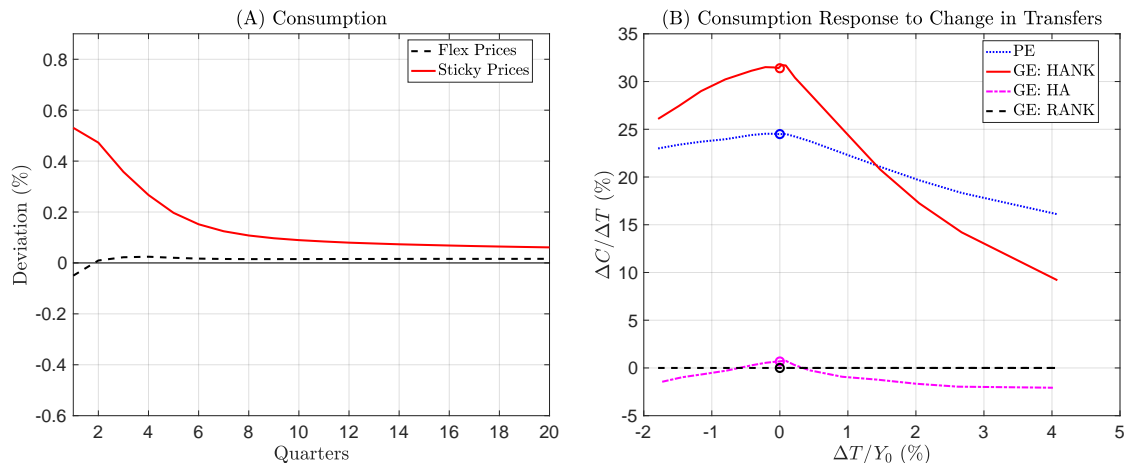 (A) Consumption
Deviation (%)
0.8
0.6
0.4
0.2
0
-0.2
-0.4
-0.6
2 4 6 8 10 12 14 16 18 20
Quarters
Flex Prices
Sticky Prices
(B) Consumption Response to Change in Transfers
ΔC/ΔT (%)
35
30
25
20
15
10
5
0
-5
-2 -1 0 1 2 3 4 5
ΔT/Y₀ (%)
PE
GE: HANK
GE: HA
GE: RANK